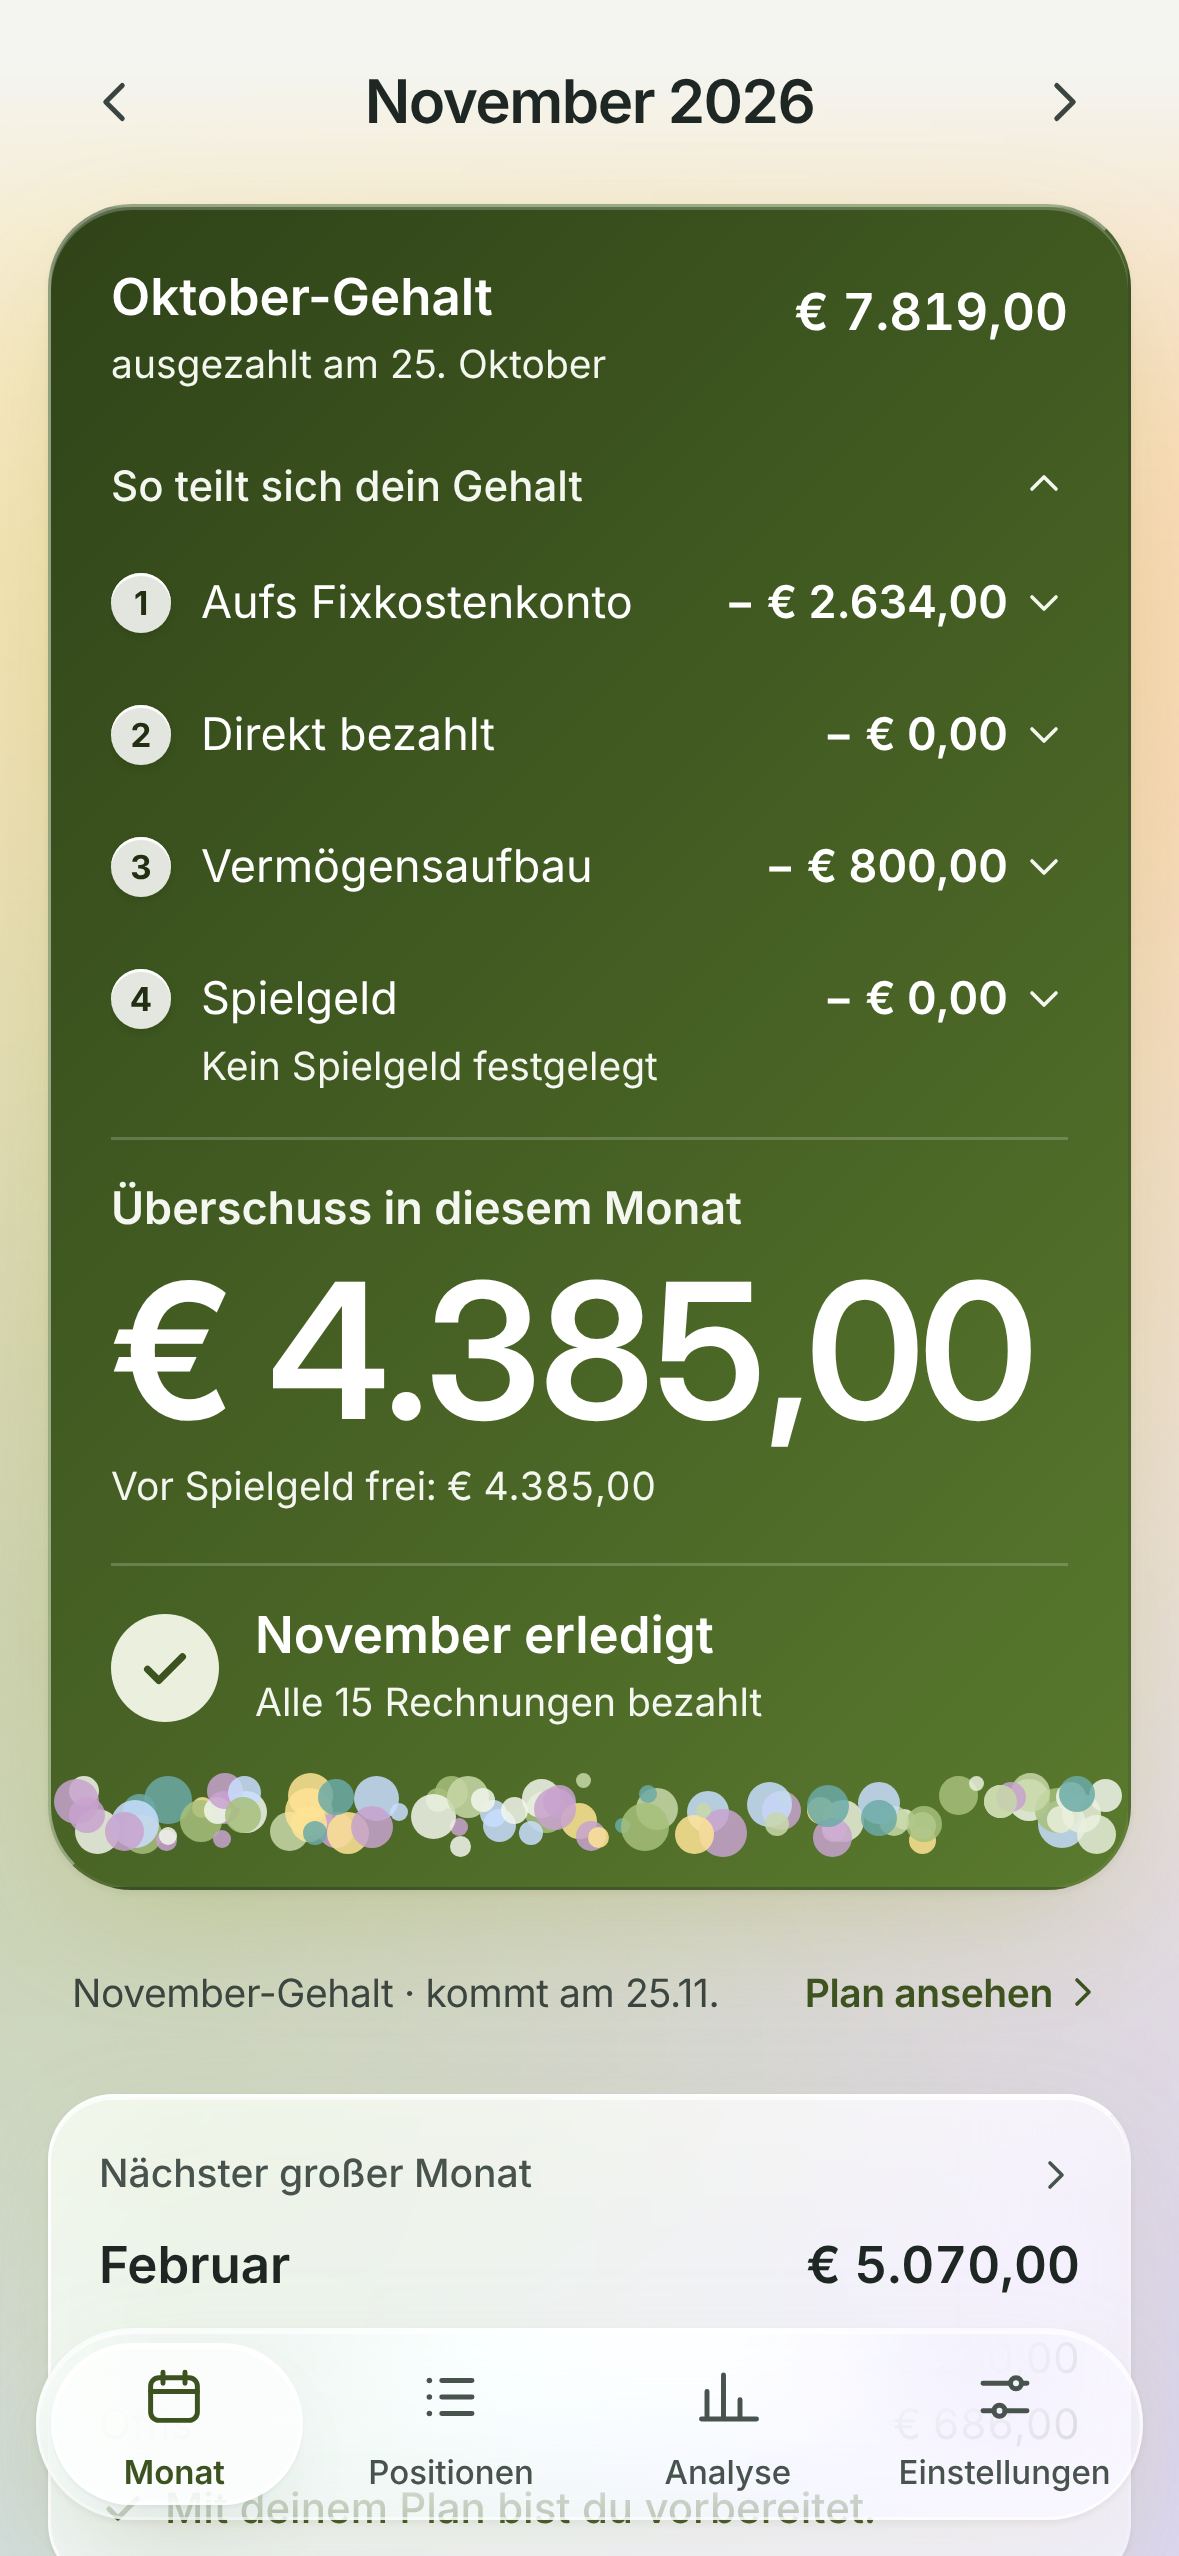 November 2026
Oktober-Gehalt
€ 7.819,00
ausgezahlt am 25. Oktober
So teilt sich dein Gehalt
1 Aufs Fixkostenkonto – € 2.634,00
2 Direkt bezahlt – € 0,00
3 Vermögensaufbau – € 800,00
4 Spielgeld – € 0,00
Kein Spielgeld festgelegt
Überschuss in diesem Monat
€ 4.385,00
Vor Spielgeld frei: € 4.385,00
November erledigt
Alle 15 Rechnungen bezahlt
November-Gehalt · kommt am 25.11. Plan ansehen
Nächster großer Monat
Februar € 5.070,00
€ 686,00
Monat Positionen Analyse Einstellungen
Mit deinem Plan bist du vorbereitet.